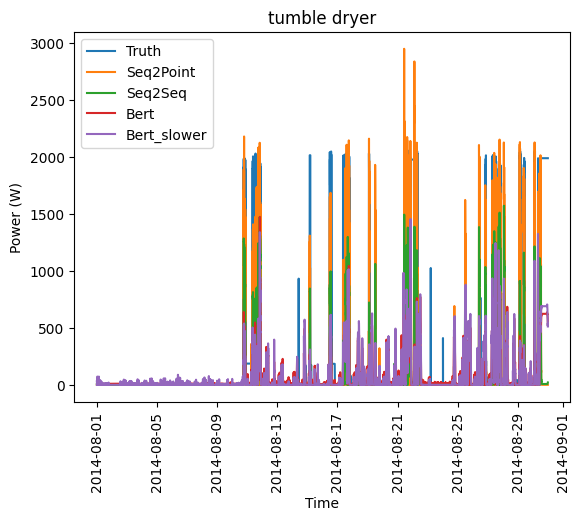 tumble dryer
3000
2500
2000
1500
1000
500
0
Power (W)
Truth
Seq2Point
Seq2Seq
Bert
Bert_slower
2014-08-01
2014-08-05
2014-08-09
2014-08-13
2014-08-17
2014-08-21
2014-08-25
2014-08-29
2014-09-01
Time